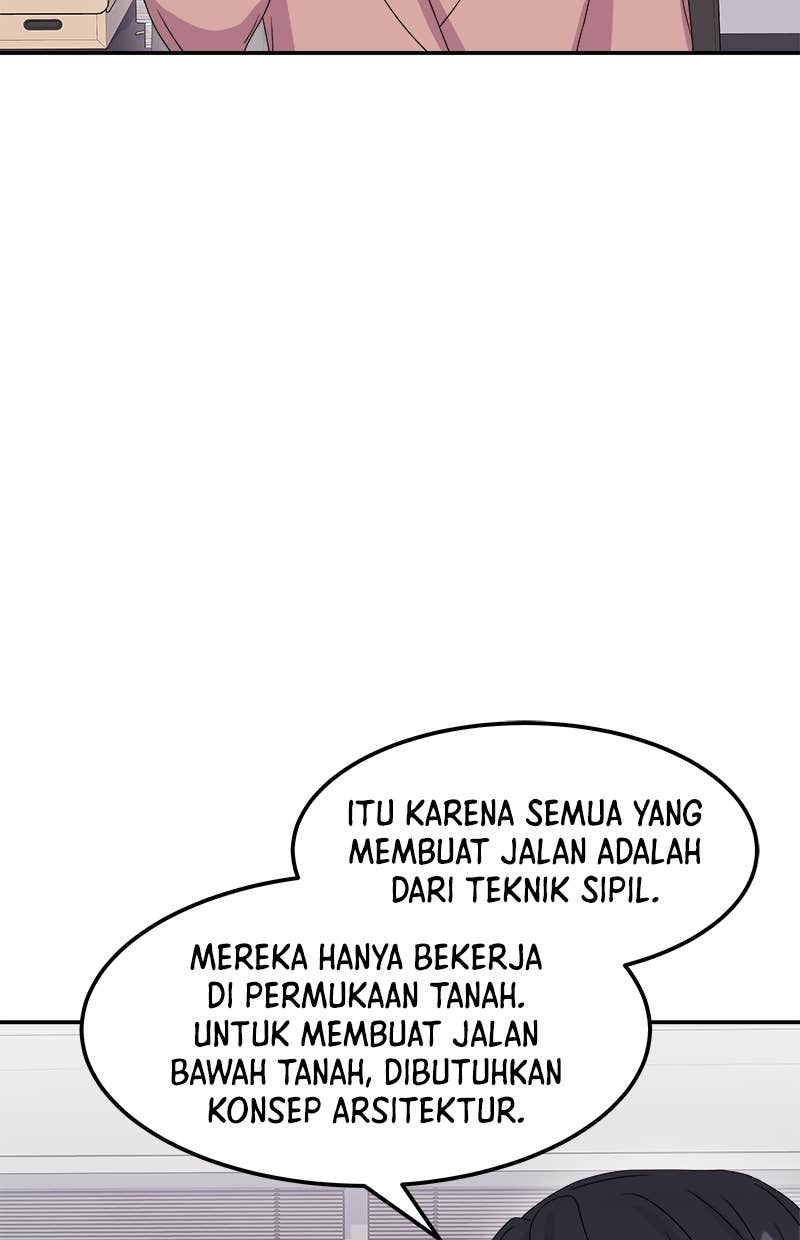 ITU KARENA SEMUA YANG
MEMBUAT JALAN ADALAH
DARI TEKNIK SIPIL.
MEREKA HANYA BEKERJA
DI PERMUKAAN TANAH.
UNTUK MEMBUAT JALAN
BAWAH TANAH, DIBUTUHKAN
KONSEP ARSITEKTUR.